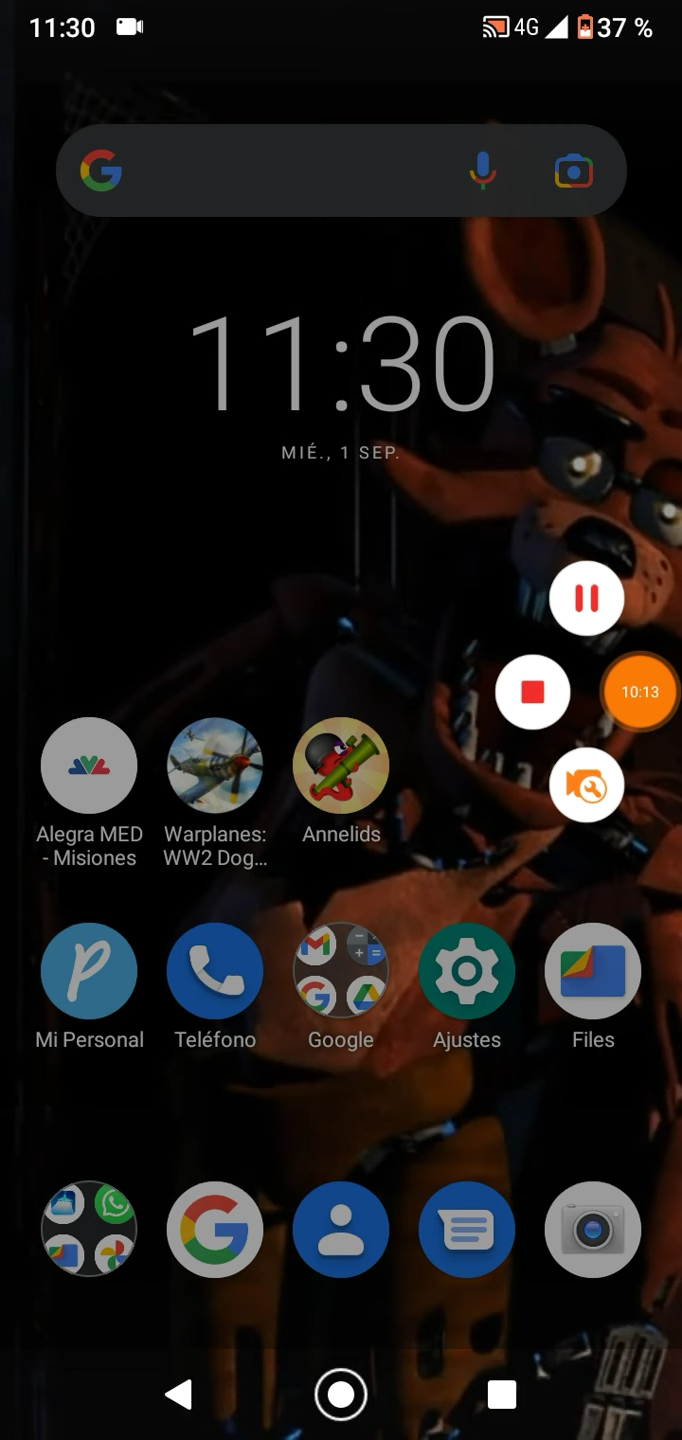 11:30
4G
37 %
11:30
MIÉ., 1 SEP.
10:13
Alegra MED
- Misiones
Warplanes:
WW2 Dog...
Annelids
Mi Personal
Teléfono
Google
Ajustes
Files